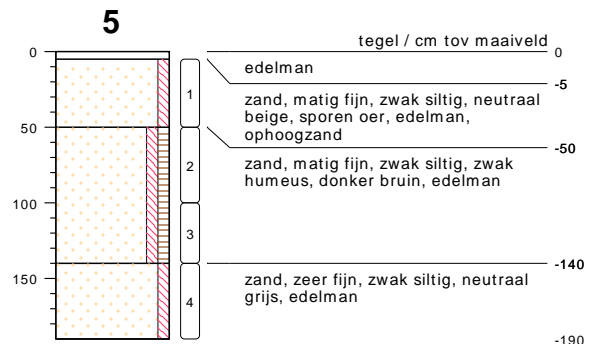 5
tegel / cm tov maaiveld
0
0
edelman
-5
1
zand, matig fijn, zwak siltig, neutraal
beige, sporen oer, edelman,
ophoogzand
50
-50
2
zand, matig fijn, zwak siltig, zwak
humeus, donker bruin, edelman
100
3
-140
150
4
zand, zeer fijn, zwak siltig, neutraal
grijs, edelman
-190